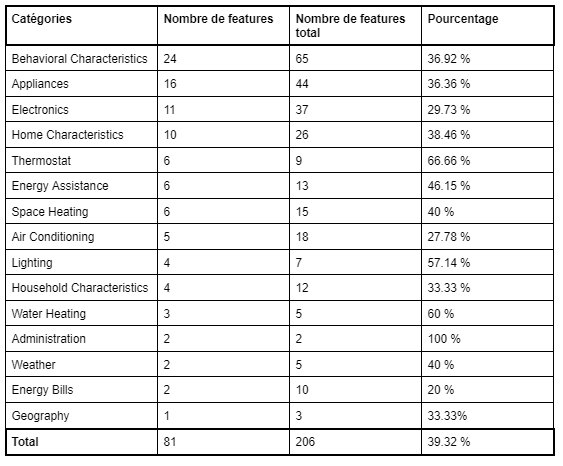 Catégories Nombre de features Nombre de features total Pourcentage
Behavioral Characteristics 24 65 36.92 %
Appliances 16 44 36.36 %
Electronics 11 37 29.73 %
Home Characteristics 10 26 38.46 %
Thermostat 6 9 66.66 %
Energy Assistance 6 13 46.15 %
Space Heating 6 15 40 %
Air Conditioning 5 18 27.78 %
Lighting 4 7 57.14 %
Household Characteristics 4 12 33.33 %
Water Heating 3 5 60 %
Administration 2 2 100 %
Weather 2 5 40 %
Energy Bills 2 10 20 %
Geography 1 3 33.33%
Total 81 206 39.32 %